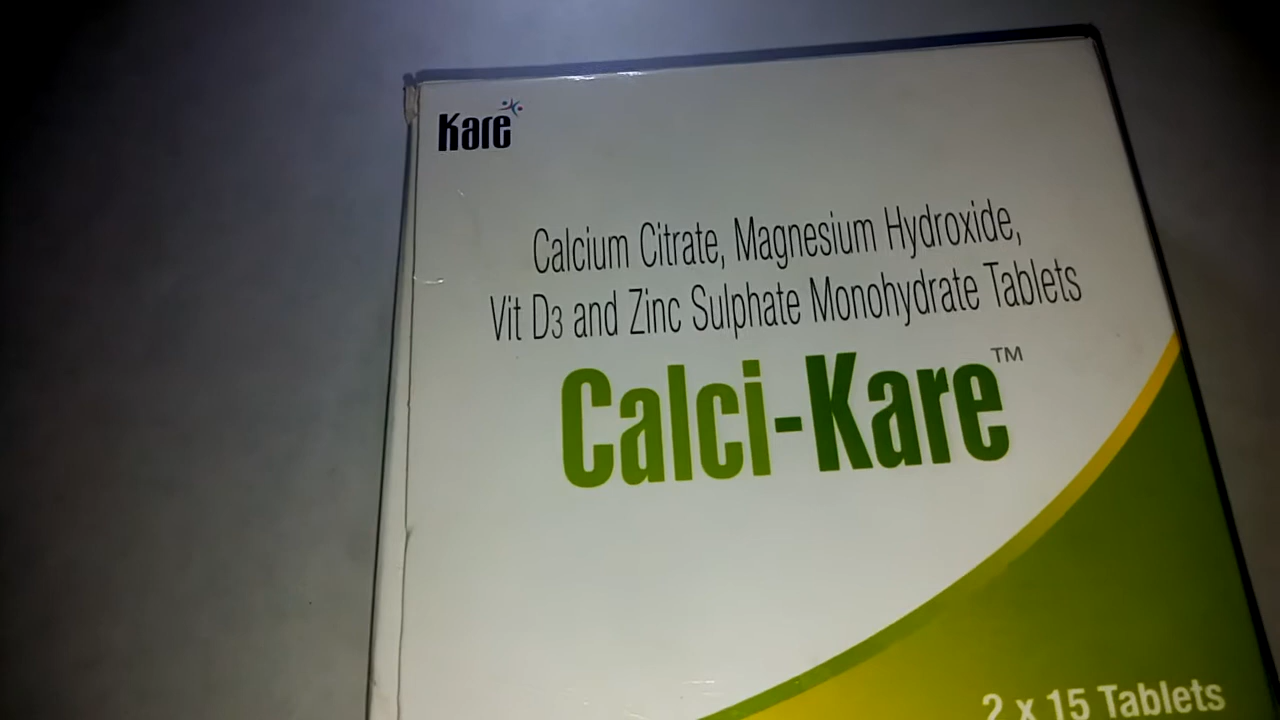 Kare
Calcium Citrate, Magnesium Hydroxide,
Vit D3 and Zinc Sulphate Monohydrate Tablets
Calci-Kare™
2 x 15 Tablets